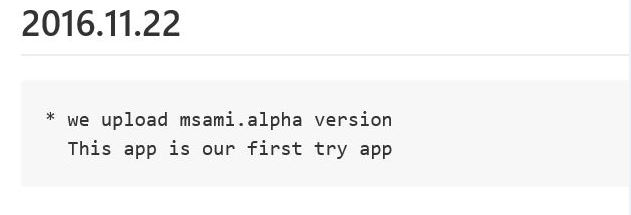 2016.11.22
* we upload msami.alpha version
This app is our first try app